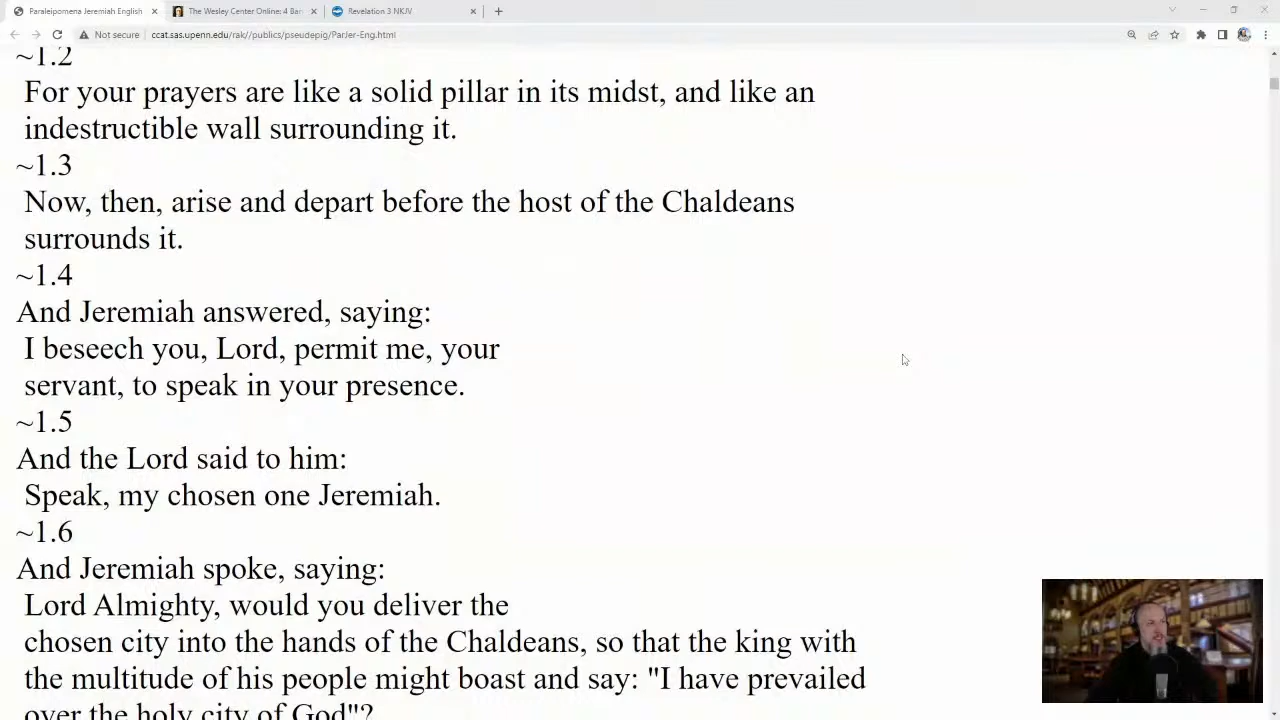 Paraleipomena Jeremiah English
The Wesley Center Online: 4 Bar
Revelation 3 NKJV
Not secure
ccat.sas.upenn.edu/rak//publics/pseudepig/ParJer-Eng.html
~1.2
For your prayers are like a solid pillar in its midst, and like an
indestructible wall surrounding it.
~1.3
Now, then, arise and depart before the host of the Chaldeans
surrounds it.
~1.4
And Jeremiah answered, saying:
I beseech you, Lord, permit me, your
servant, to speak in your presence.
~1.5
And the Lord said to him:
Speak, my chosen one Jeremiah.
~1.6
And Jeremiah spoke, saying:
Lord Almighty, would you deliver the
chosen city into the hands of the Chaldeans, so that the king with
the multitude of his people might boast and say: "I have prevailed
over the holy city of God"?